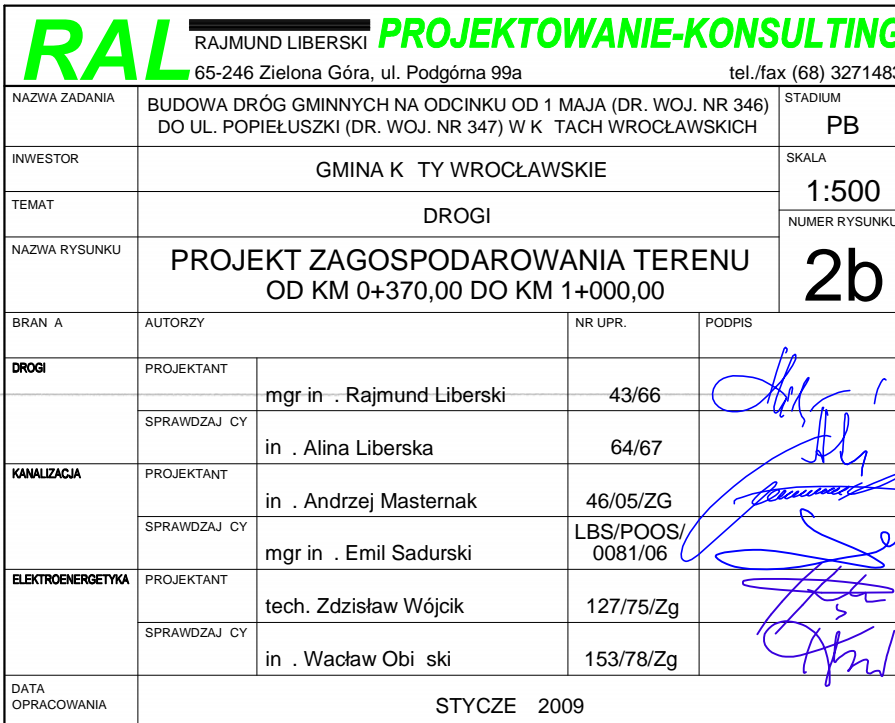 RAL RAJMUND LIBERSKI PROJEKTOWANIE-KONSULTING
65-246 Zielona Góra, ul. Podgórna 99a tel./fax (68) 3271483
NAZWA ZADANIA
BUDOWA DRÓG GMINNYCH NA ODCINKU OD 1 MAJA (DR. WOJ. NR 346)
DO UL. POPIEŁUSZKI (DR. WOJ. NR 347) W K TACH WROCŁAWSKICH
STADIUM
PB
INWESTOR
GMINA K TY WROCŁAWSKIE
SKALA
1:500
TEMAT
DROGI
NUMER RYSUNKU
2b
NAZWA RYSUNKU
PROJEKT ZAGOSPODAROWANIA TERENU
OD KM 0+370,00 DO KM 1+000,00
BRAN A AUTORZY NR UPR. PODPIS
DROGI PROJEKTANT
mgr in . Rajmund Liberski 43/66
SPRAWDZAJ CY
in . Alina Liberska 64/67
KANALIZACJA PROJEKTANT
in . Andrzej Masternak 46/05/ZG
SPRAWDZAJ CY
mgr in . Emil Sadurski LBS/POOS/
0081/06
ELEKTROENERGETYKA PROJEKTANT
tech. Zdzisław Wójcik 127/75/Zg
SPRAWDZAJ CY
in . Wacław Obi ski 153/78/Zg
DATA
OPRACOWANIA
STYCZE 2009